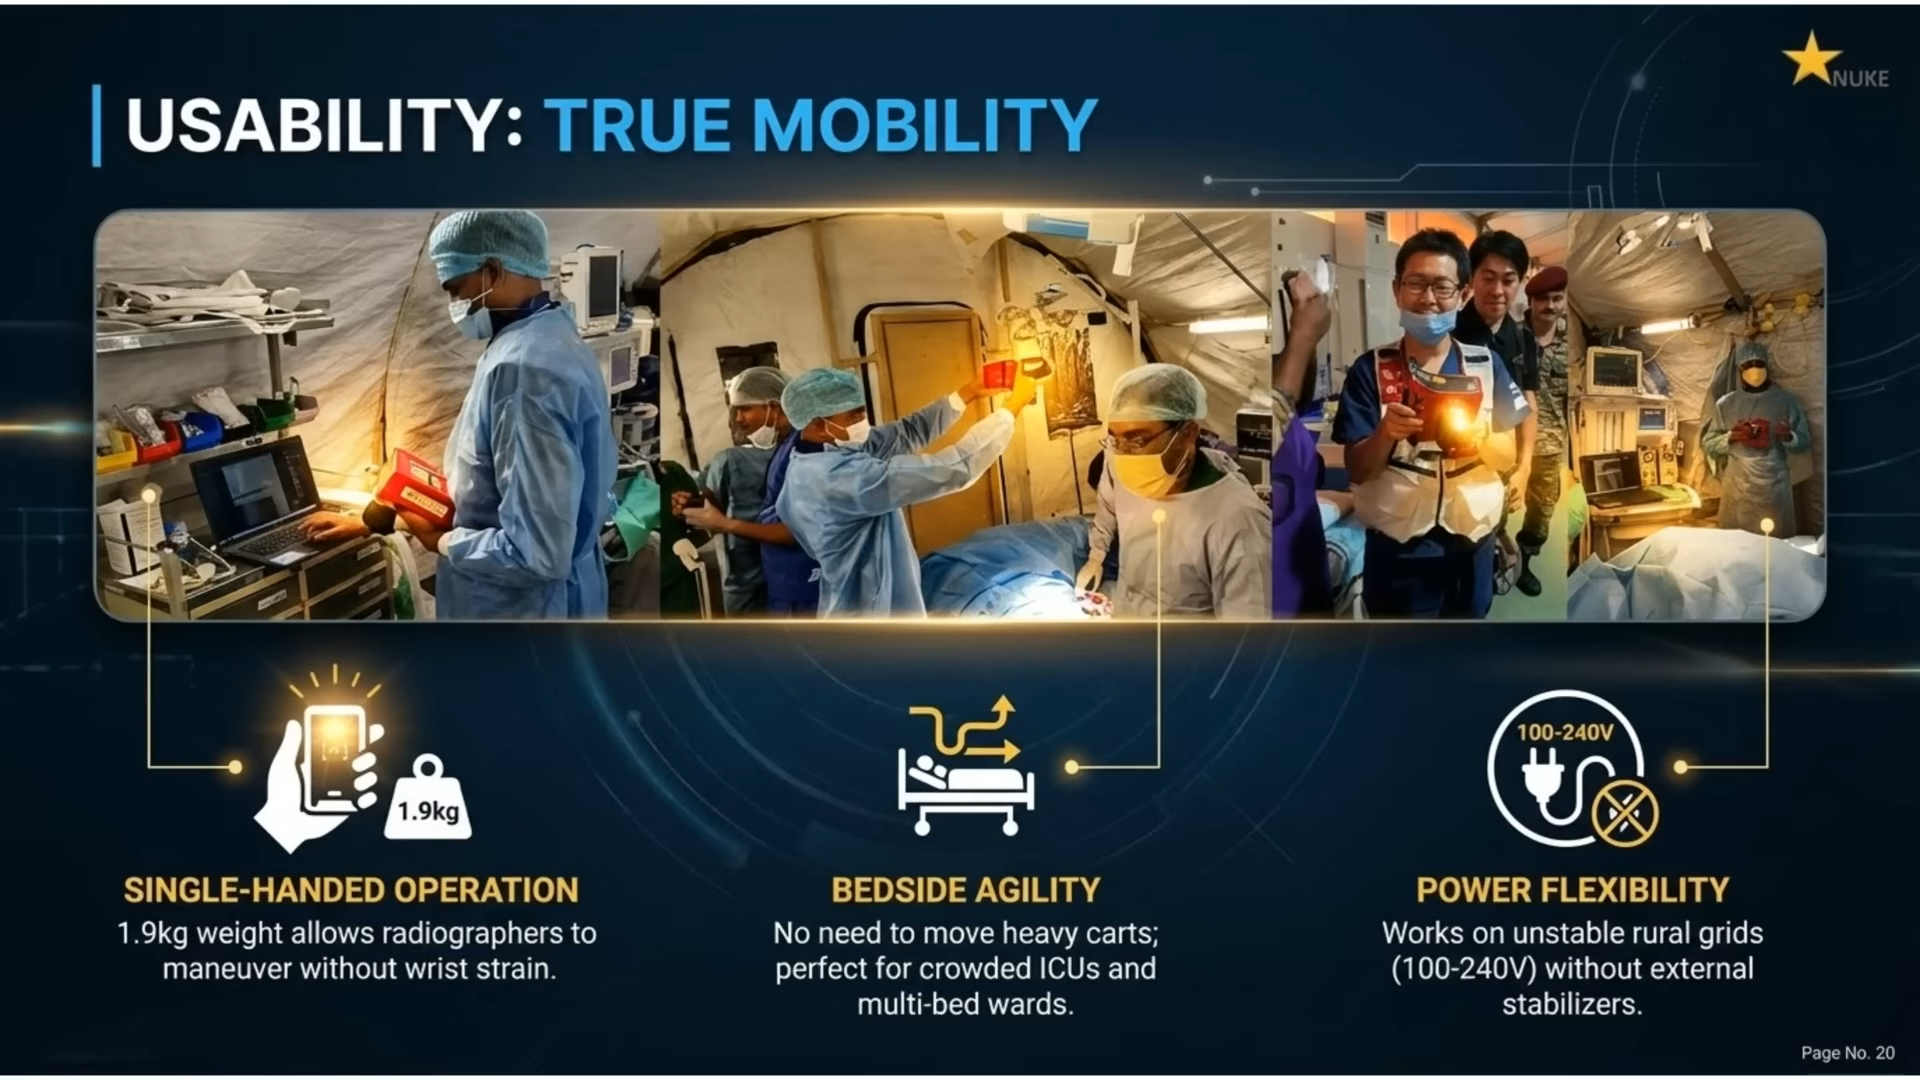 NUKE
USABILITY: TRUE MOBILITY
1.9kg
100-240V
SINGLE-HANDED OPERATION
1.9kg weight allows radiographers to
maneuver without wrist strain.
BEDSIDE AGILITY
No need to move heavy carts;
perfect for crowded ICUs and
multi-bed wards.
POWER FLEXIBILITY
Works on unstable rural grids
(100-240V) without external
stabilizers.
Page No. 20